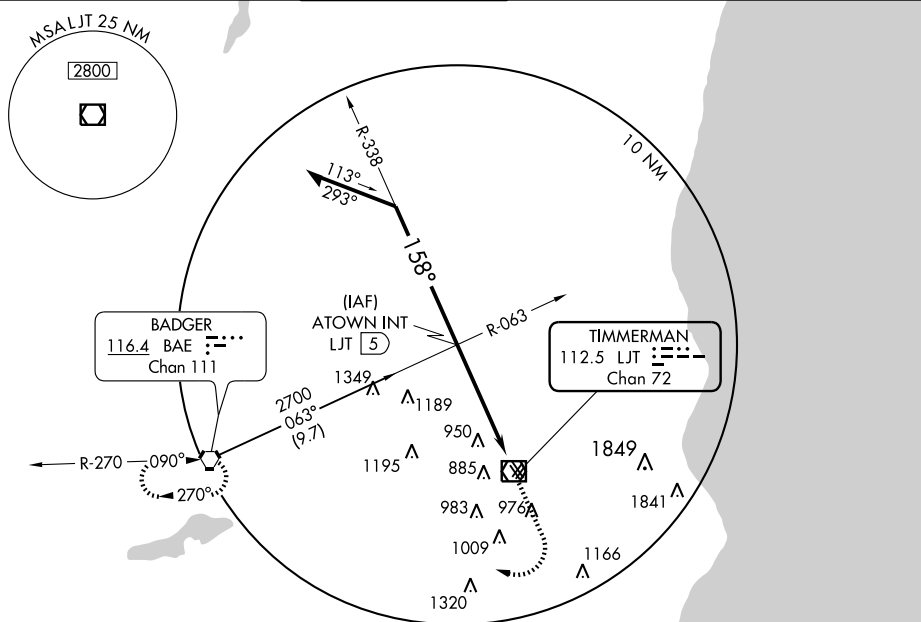 MSA LJT 25 NM
2800
10 NM
R-338
113°
293°
158°
(IAF)
ATOWN INT
LJT 5
R-063
BADGER
116.4 BAE
Chan 111
TIMMERMAN
112.5 LJT
Chan 72
2700
063°
(9.7)
1349
1189
950
1195
885
1849
1841
R-270
090°
270°
983
976
1009
1166
1320